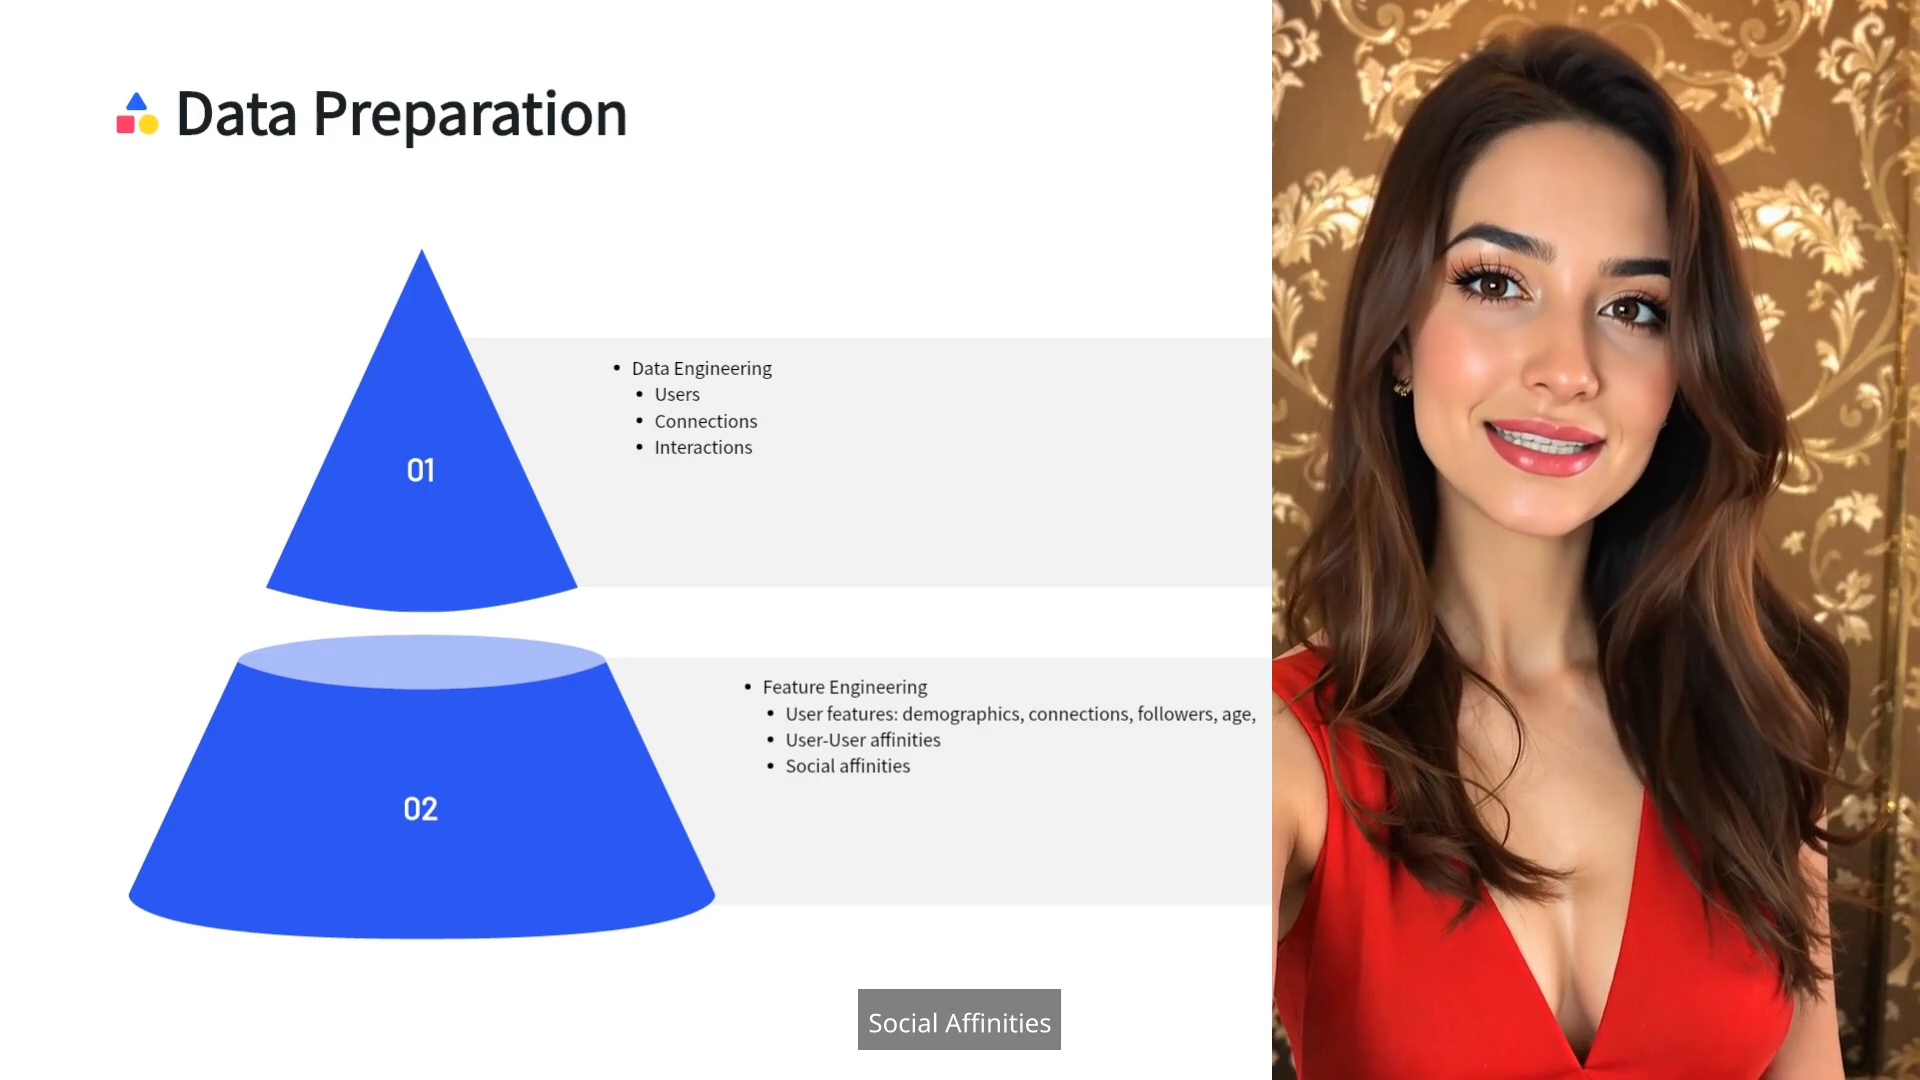 Data Preparation
01
Data Engineering
Users
Connections
Interactions
02
Feature Engineering
User features: demographics, connections, followers, age,
User-User affinities
Social affinities
Social Affinities